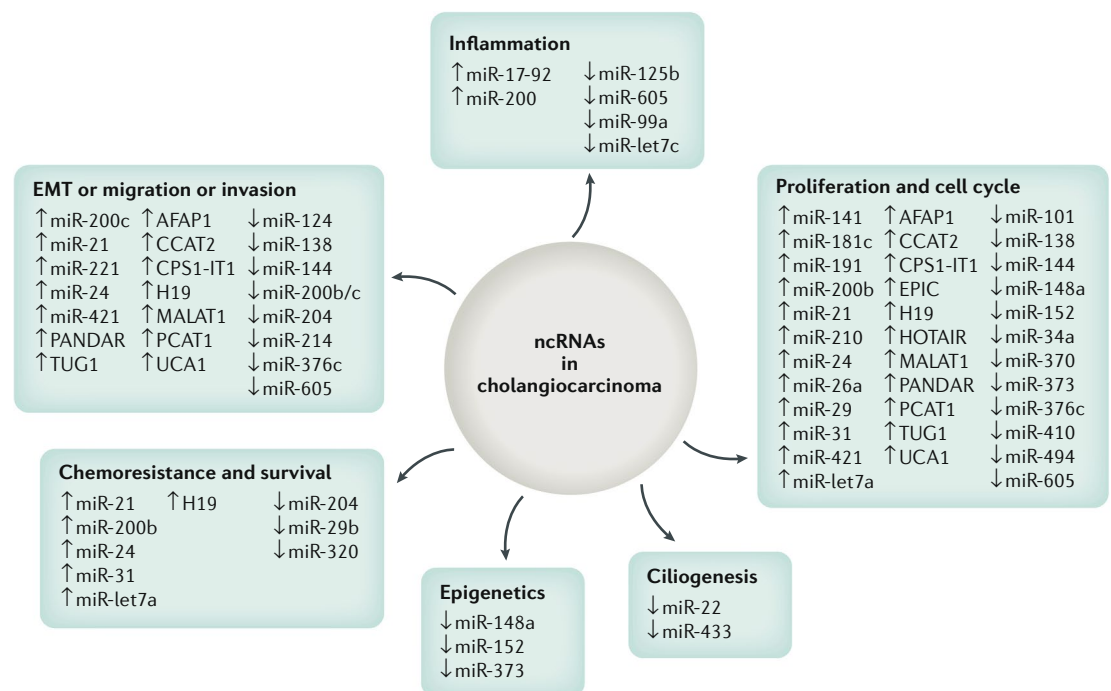 Inflammation
↑miR-17-92 ↓miR-125b
↑miR-200 ↓miR-605
↓miR-99a
↓miR-let7c
EMT or migration or invasion
↑miR-200c ↑AFAP1 ↓miR-124
↑miR-21 ↑CCAT2 ↓miR-138
↑miR-221 ↑CPS1-IT1 ↓miR-144
↑miR-24 ↑H19 ↓miR-200b/c
↑miR-421 ↑MALAT1 ↓miR-204
↑PANDAR ↑PCAT1 ↓miR-214
↑TUG1 ↑UCA1 ↓miR-376c
↓miR-605
Proliferation and cell cycle
↑miR-141 ↑AFAP1 ↓miR-101
↑miR-181c ↑CCAT2 ↓miR-138
↑miR-191 ↑CPS1-IT1 ↓miR-144
↑miR-200b ↑EPIC ↓miR-148a
↑miR-21 ↑H19 ↓miR-152
↑miR-210 ↑HOTAIR ↓miR-34a
↑miR-24 ↑MALAT1 ↓miR-370
↑miR-26a ↑PANDAR ↓miR-373
↑miR-29 ↑PCAT1 ↓miR-376c
↑miR-31 ↑TUG1 ↓miR-410
↑miR-421 ↑UCA1 ↓miR-494
↑miR-let7a ↓miR-605
ncRNAs
in
cholangiocarcinoma
Chemoresistance and survival
↑miR-21 ↑H19 ↓miR-204
↑miR-200b ↓miR-29b
↑miR-24 ↓miR-320
↑miR-31
↑miR-let7a
Epigenetics
↓miR-148a
↓miR-152
↓miR-373
Ciliogenesis
↓miR-22
↓miR-433